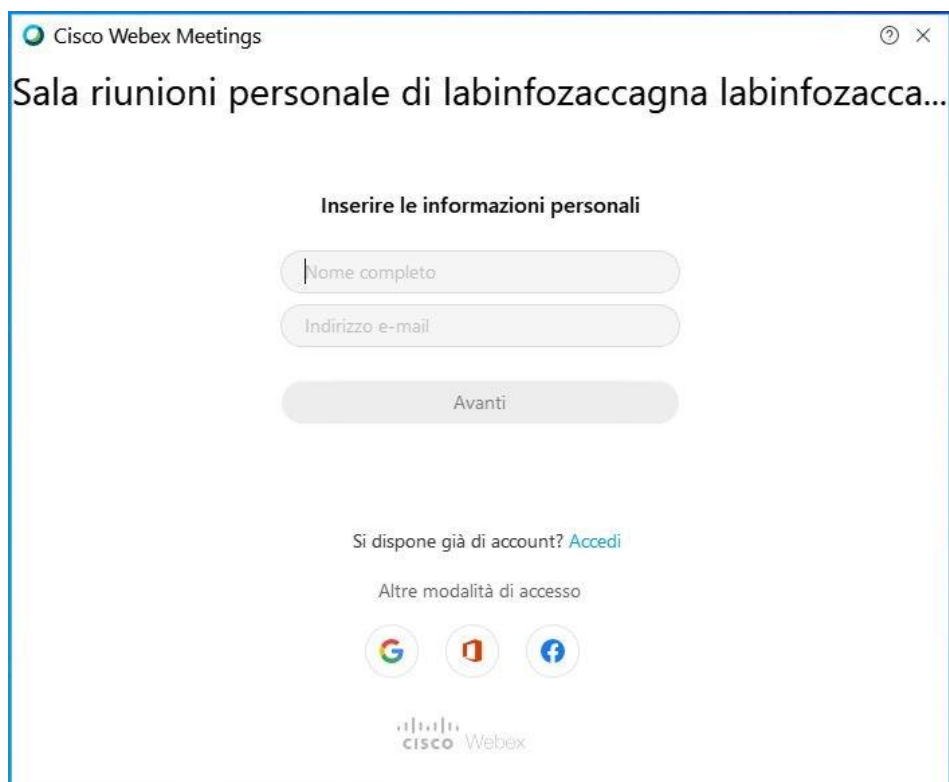 Cisco Webex Meetings
Sala riunioni personale di labinfozaccagna labinfozacca...
Inserire le informazioni personali
Nome completo
Indirizzo e-mail
Avanti
Si dispone già di account? Accedi
Altre modalità di accesso
CISCO Webex